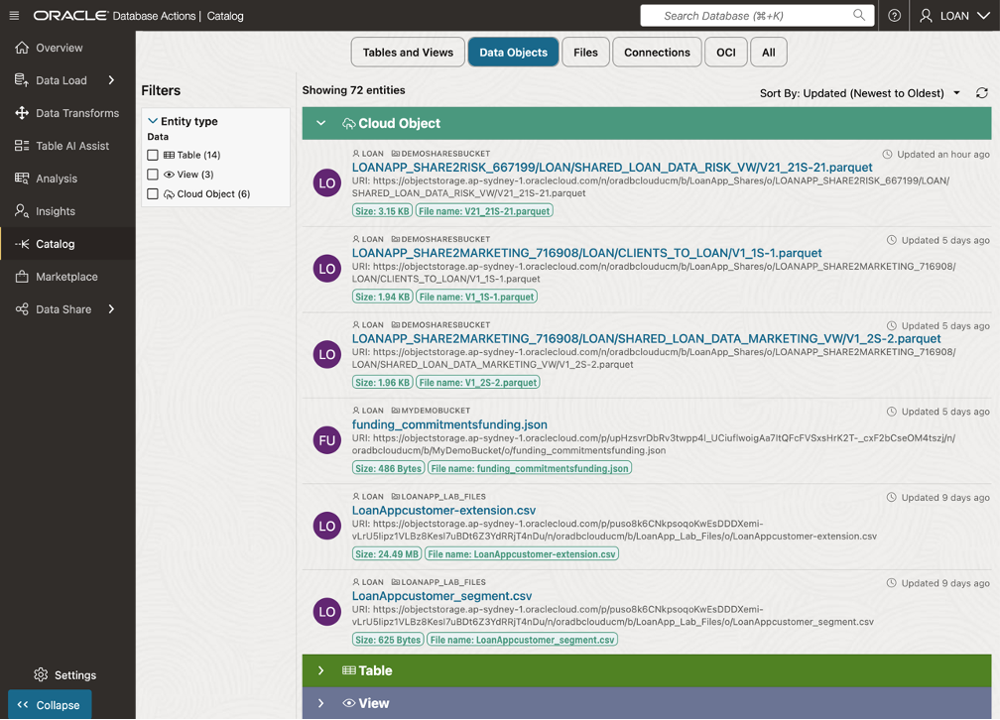 ORACLE Database Actions | Catalog
Search Database (⌘+K)
LOAN
Overview
Data Load
Data Transforms
Table AI Assist
Analysis
Insights
Catalog
Marketplace
Data Share
Settings
Collapse
Tables and Views
Data Objects
Files
Connections
OCI
All
Filters
Entity type
Data
Table (14)
View (3)
Cloud Object (6)
Showing 72 entities
Sort By: Updated (Newest to Oldest)
Cloud Object
LO
LOAN DEMOSHARESBUCKET
Updated an hour ago
LOANAPP_SHARE2RISK_667199/LOAN/SHARED_LOAN_DATA_RISK_VW/V21_21S-21.parquet
URI: https://objectstorage.ap-sydney-1.oraclecloud.com/n/oradbclouducm/b/LoanApp_Shares/o/LOANAPP_SHARE2RISK_667199/LOAN/
SHARED_LOAN_DATA_RISK_VW/V21_21S-21.parquet
Size: 3.15 KB File name: V21_21S-21.parquet
LO
LOAN DEMOSHARESBUCKET
Updated 5 days ago
LOANAPP_SHARE2MARKETING_716908/LOAN/CLIENTS_TO_LOAN/V1_1S-1.parquet
URI: https://objectstorage.ap-sydney-1.oraclecloud.com/n/oradbclouducm/b/LoanApp_Shares/o/LOANAPP_SHARE2MARKETING_716908/
LOAN/CLIENTS_TO_LOAN/V1_1S-1.parquet
Size: 1.94 KB File name: V1_1S-1.parquet
LO
LOAN DEMOSHARESBUCKET
Updated 5 days ago
LOANAPP_SHARE2MARKETING_716908/LOAN/SHARED_LOAN_DATA_MARKETING_VW/V1_2S-2.parquet
URI: https://objectstorage.ap-sydney-1.oraclecloud.com/n/oradbclouducm/b/LoanApp_Shares/o/LOANAPP_SHARE2MARKETING_716908/
LOAN/SHARED_LOAN_DATA_MARKETING_VW/V1_2S-2.parquet
Size: 1.96 KB File name: V1_2S-2.parquet
FU
LOAN MYDEMOBUCKET
Updated 5 days ago
funding_commitmentsfunding.json
URI: https://objectstorage.ap-sydney-1.oraclecloud.com/p/upHzsvrDbRv3twpp4l_UCiuflwoigAa7ltQFcFVSxsHrK2T-_cxF2bCseOM4tszj/n/
oradbclouducm/b/MyDemoBucket/o/funding_commitmentsfunding.json
Size: 486 Bytes File name: funding_commitmentsfunding.json
LO
LOAN LOANAPP_LAB_FILES
Updated 9 days ago
LoanAppcustomer-extension.csv
URI: https://objectstorage.ap-sydney-1.oraclecloud.com/p/puso8k6CNkpsoqoKwEsDDDXemi-
vLrU5Iipz1VLBz8Kesl7uBDt6Z3YdRRjT4nDu/n/oradbclouducm/b/LoanApp_Lab_Files/o/LoanAppcustomer-extension.csv
Size: 24.49 MB File name: LoanAppcustomer-extension.csv
LO
LOAN LOANAPP_LAB_FILES
Updated 9 days ago
LoanAppcustomer_segment.csv
URI: https://objectstorage.ap-sydney-1.oraclecloud.com/p/puso8k6CNkpsoqoKwEsDDDXemi-
vLrU5Iipz1VLBz8Kesl7uBDt6Z3YdRRjT4nDu/n/oradbclouducm/b/LoanApp_Lab_Files/o/LoanAppcustomer_segment.csv
Size: 625 Bytes File name: LoanAppcustomer_segment.csv
Table
View